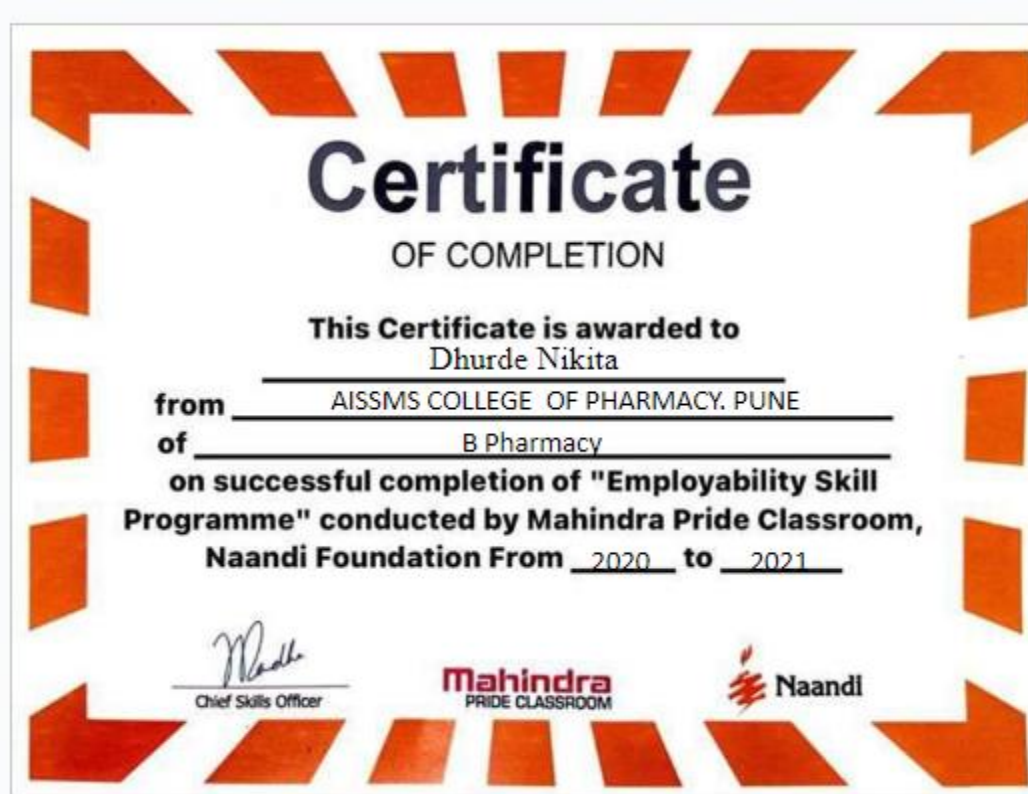 Certificate
OF COMPLETION
This Certificate is awarded to
Dhurde Nikita
from AISSMS COLLEGE OF PHARMACY. PUNE
of B Pharmacy
on successful completion of "Employability Skill
Programme" conducted by Mahindra Pride Classroom,
Naandi Foundation From 2020 to 2021
Chief Skills Officer
Mahindra
PRIDE CLASSROOM
Naandi